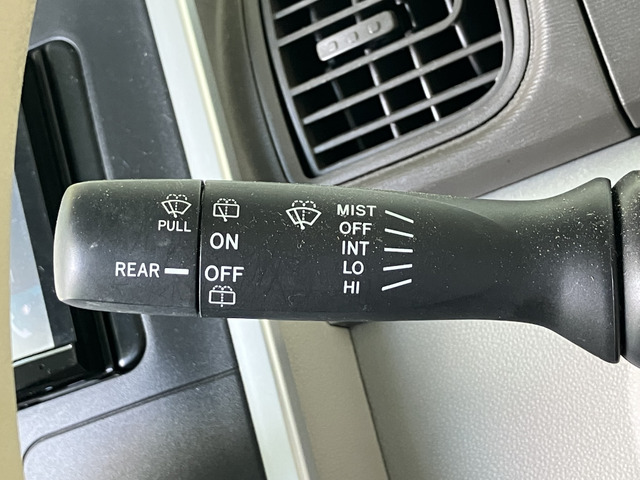 PULL
REAR
ON
OFF
MIST
OFF
INT
LO
HI